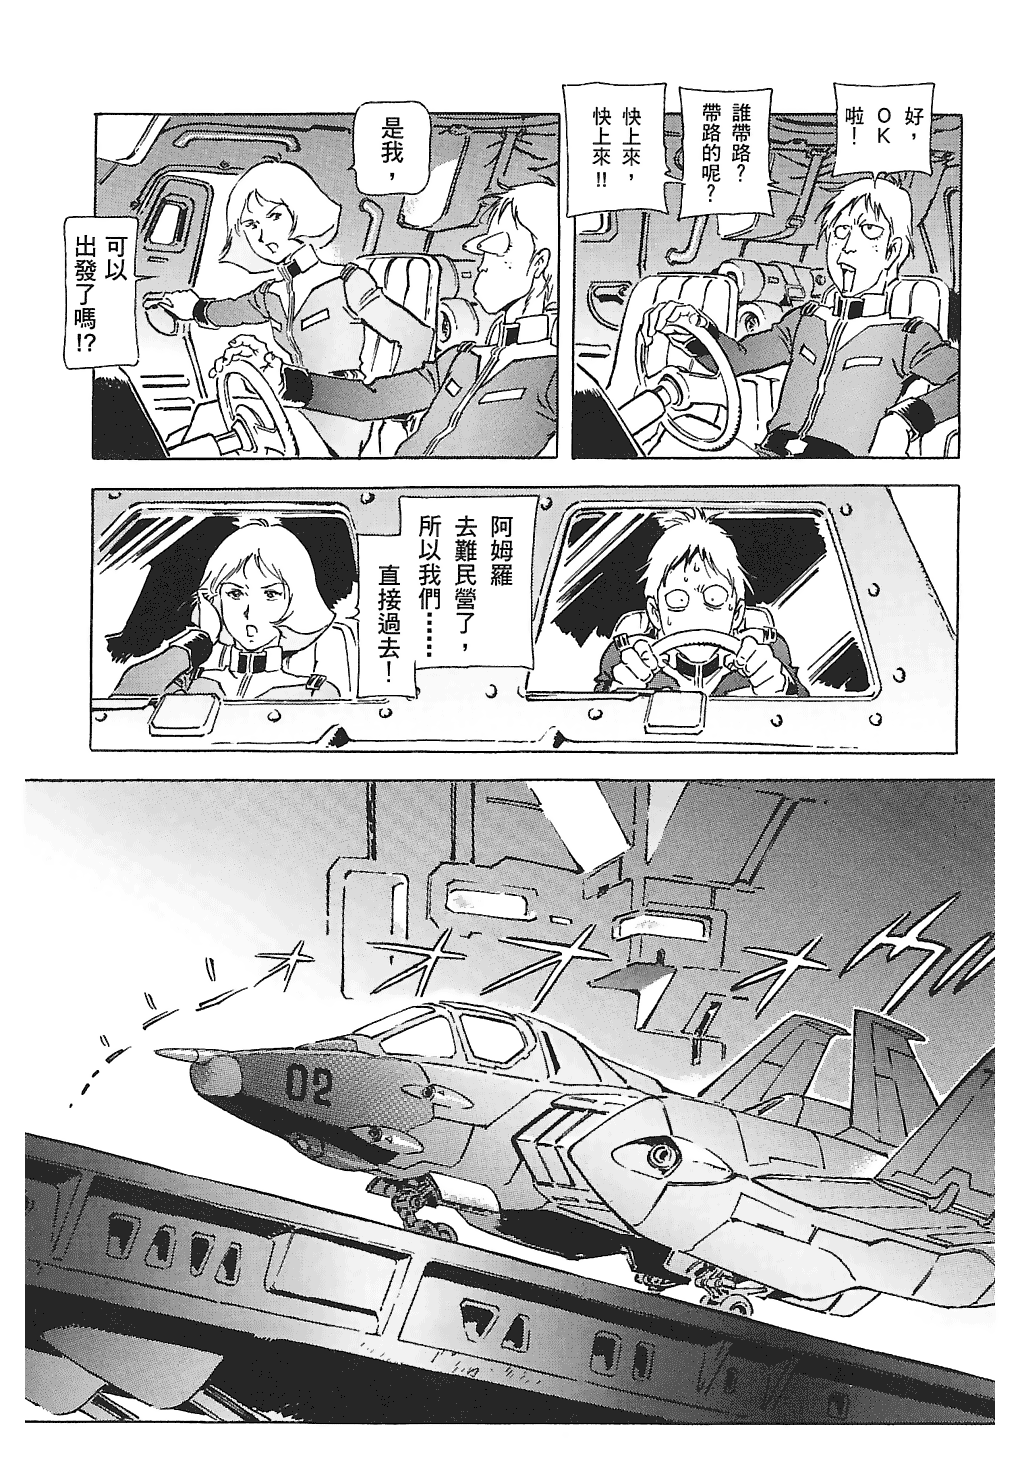 好，
OK
啦！
誰帶路？
帶路的呢？
快上來，
快上來！！
是我，
可以
出發了嗎！？
阿姆羅
去難民營了，
所以我們……
直接過去！
02